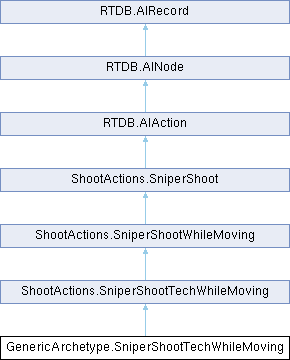 RTDB.AIRecord
RTDB.AINode
RTDB.AIAction
ShootActions.SniperShoot
ShootActions.SniperShootWhileMoving
ShootActions.SniperShootTechWhileMoving
GenericArchetype.SniperShootTechWhileMoving